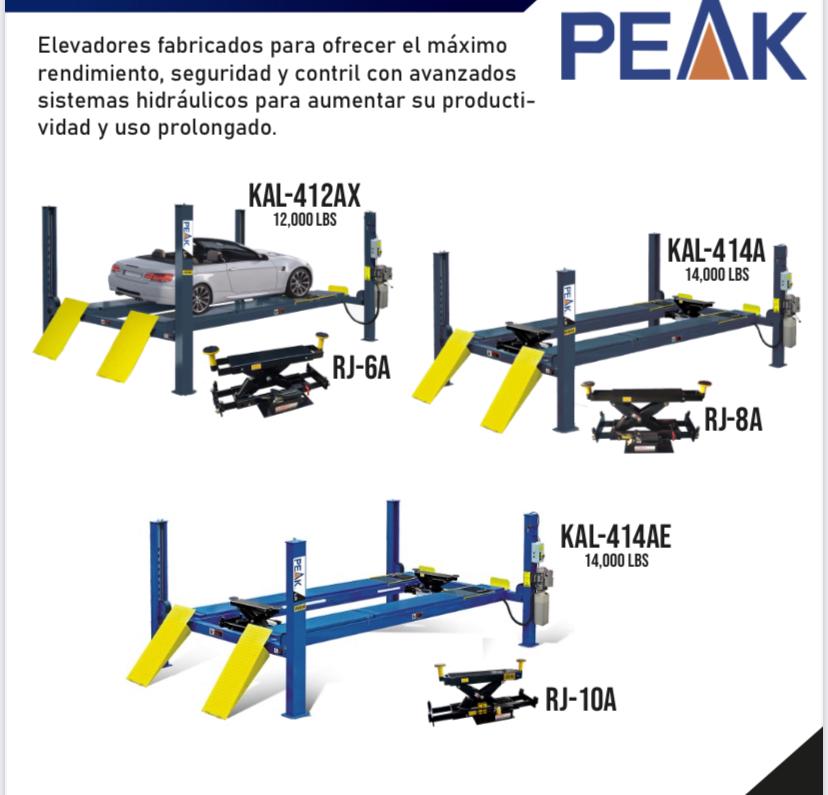 PEAK
Elevadores fabricados para ofrecer el máximo
rendimiento, seguridad y contril con avanzados
sistemas hidráulicos para aumentar su producti-
vidad y uso prolongado.
KAL-412AX
12,000 LBS
PEAK
RJ-6A
KAL-414A
14,000 LBS
PEAK
RJ-8A
KAL-414AE
14,000 LBS
PEAK
RJ-10A